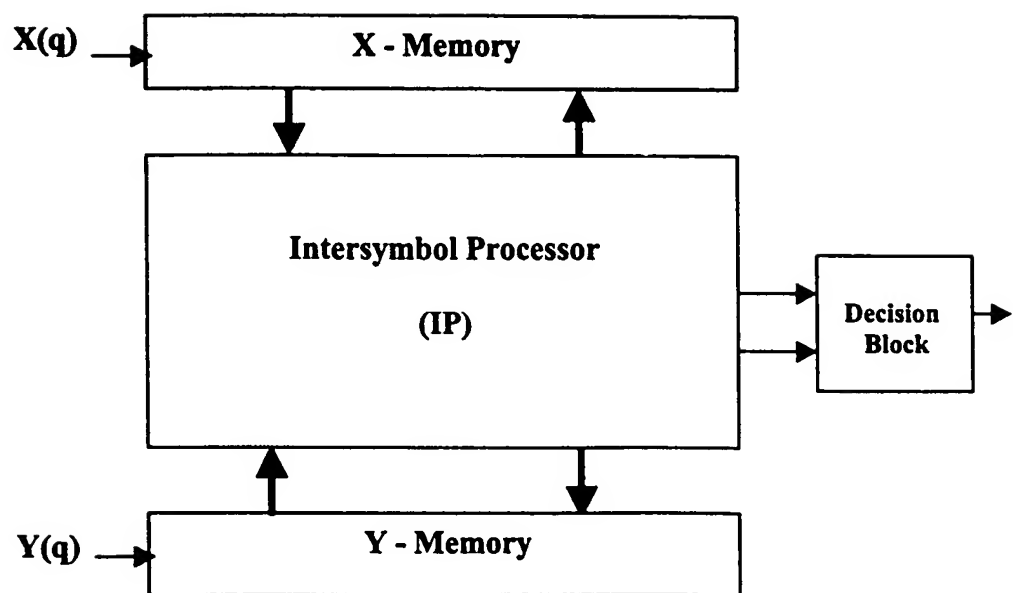 X(q)
X - Memory
Intersymbol Processor
(IP)
Decision
Block
Y(q)
Y - Memory